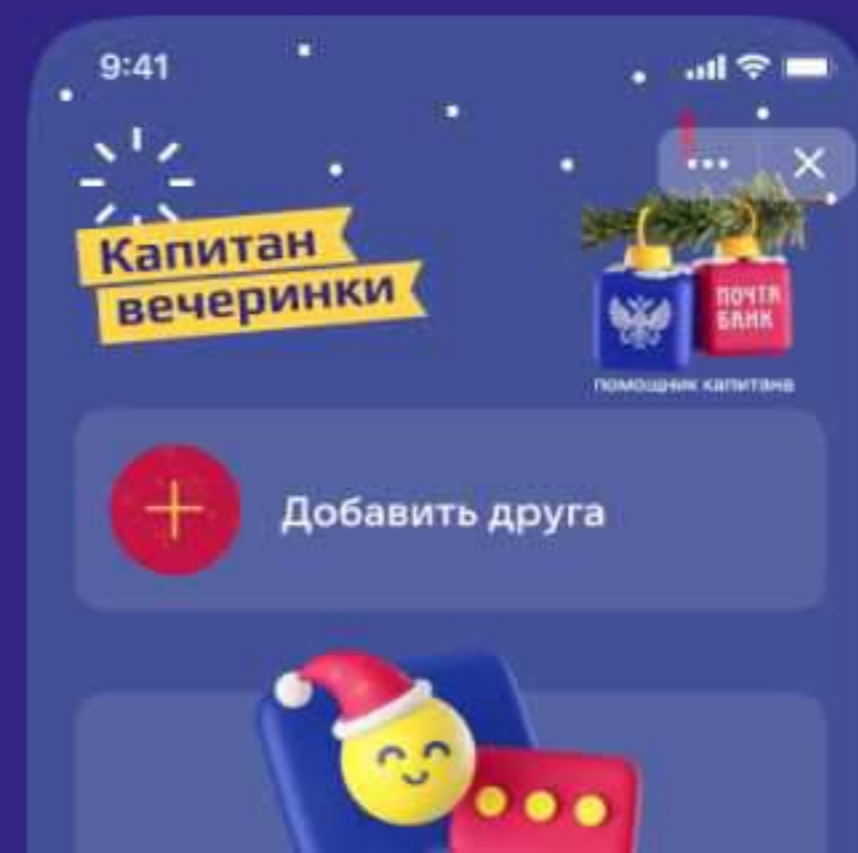 9:41
Капитан
вечеринки
ПОЧТА
БАНК
помощник капитана
Добавить друга